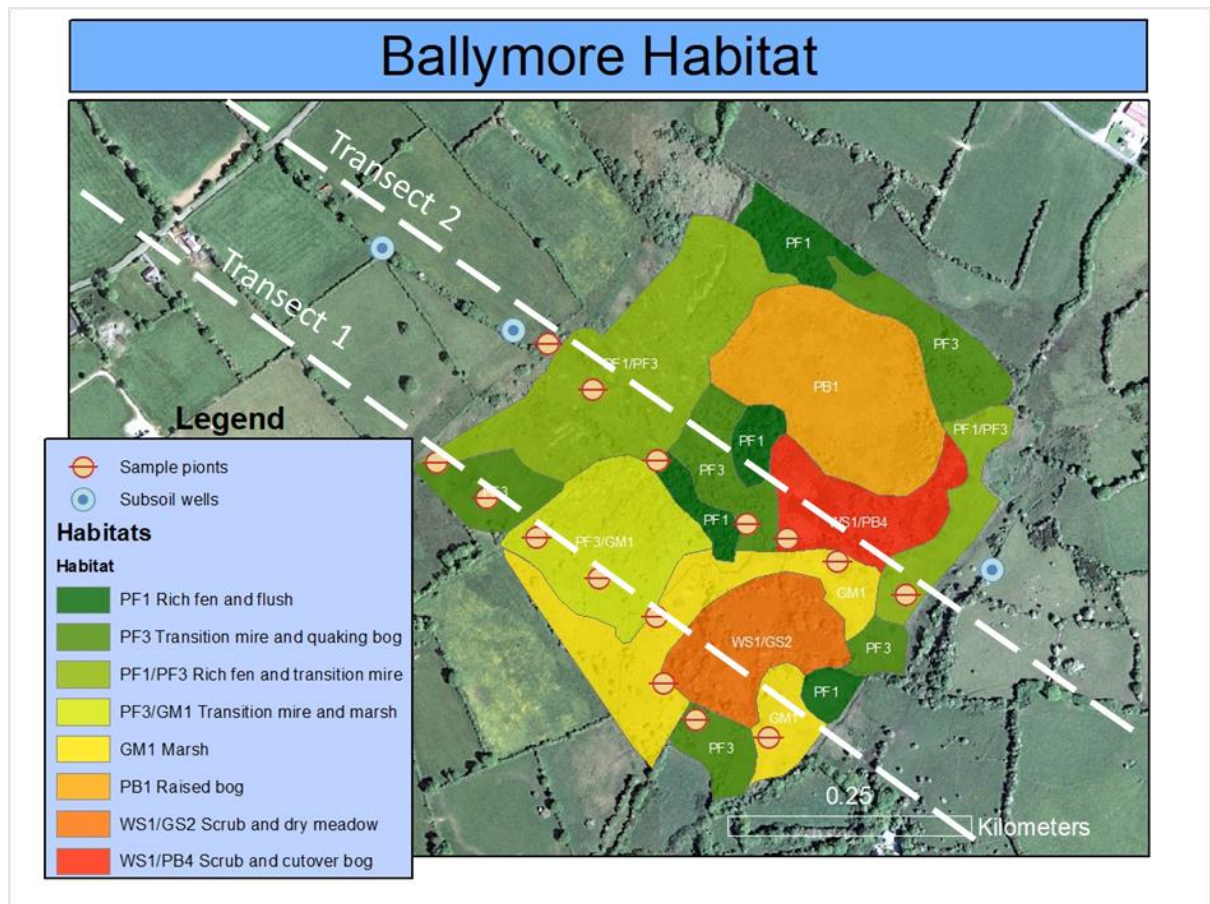 Ballymore Habitat
Transect 2
Transect 1
PF1
PF3
PF1/PF3
PB1
PF1/PF3
PF1
PF3
PF3
PF1
WS1/PB4
PF3/GM1
GM1
WS1/GS2
PF3
PF1
GM1
PF3
0.25
Kilometers
Legend
Sample pionts
Subsoil wells
Habitats
Habitat
PF1 Rich fen and flush
PF3 Transition mire and quaking bog
PF1/PF3 Rich fen and transition mire
PF3/GM1 Transition mire and marsh
GM1 Marsh
PB1 Raised bog
WS1/GS2 Scrub and dry meadow
WS1/PB4 Scrub and cutover bog